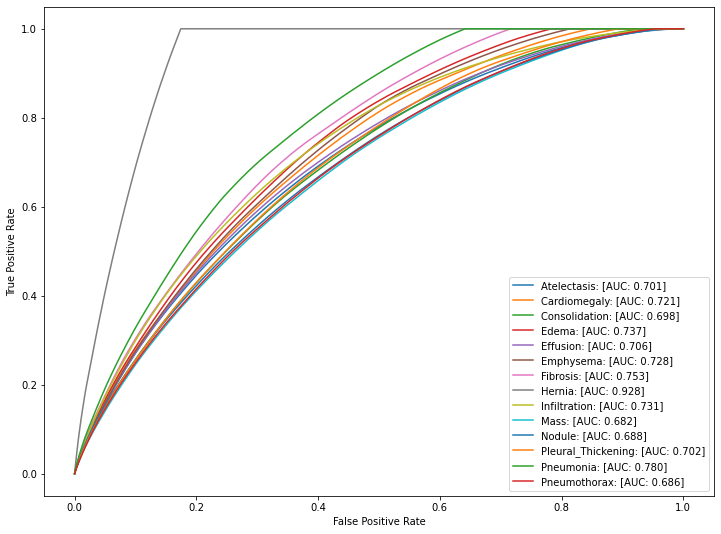 1.0
0.8
0.6
0.4
0.2
0.0
True Positive Rate
0.0 0.2 0.4 0.6 0.8 1.0
False Positive Rate
Atelectasis: [AUC: 0.701]
Cardiomegaly: [AUC: 0.721]
Consolidation: [AUC: 0.698]
Edema: [AUC: 0.737]
Effusion: [AUC: 0.706]
Emphysema: [AUC: 0.728]
Fibrosis: [AUC: 0.753]
Hernia: [AUC: 0.928]
Infiltration: [AUC: 0.731]
Mass: [AUC: 0.682]
Nodule: [AUC: 0.688]
Pleural_Thickening: [AUC: 0.702]
Pneumonia: [AUC: 0.780]
Pneumothorax: [AUC: 0.686]